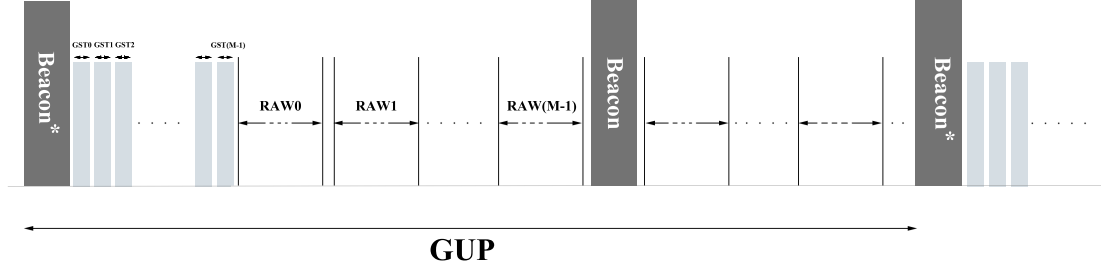 GST0 GST1 GST2 GST(M-1)
Beacon*
RAW0 RAW1 RAW(M-1)
Beacon
Beacon*
GUP